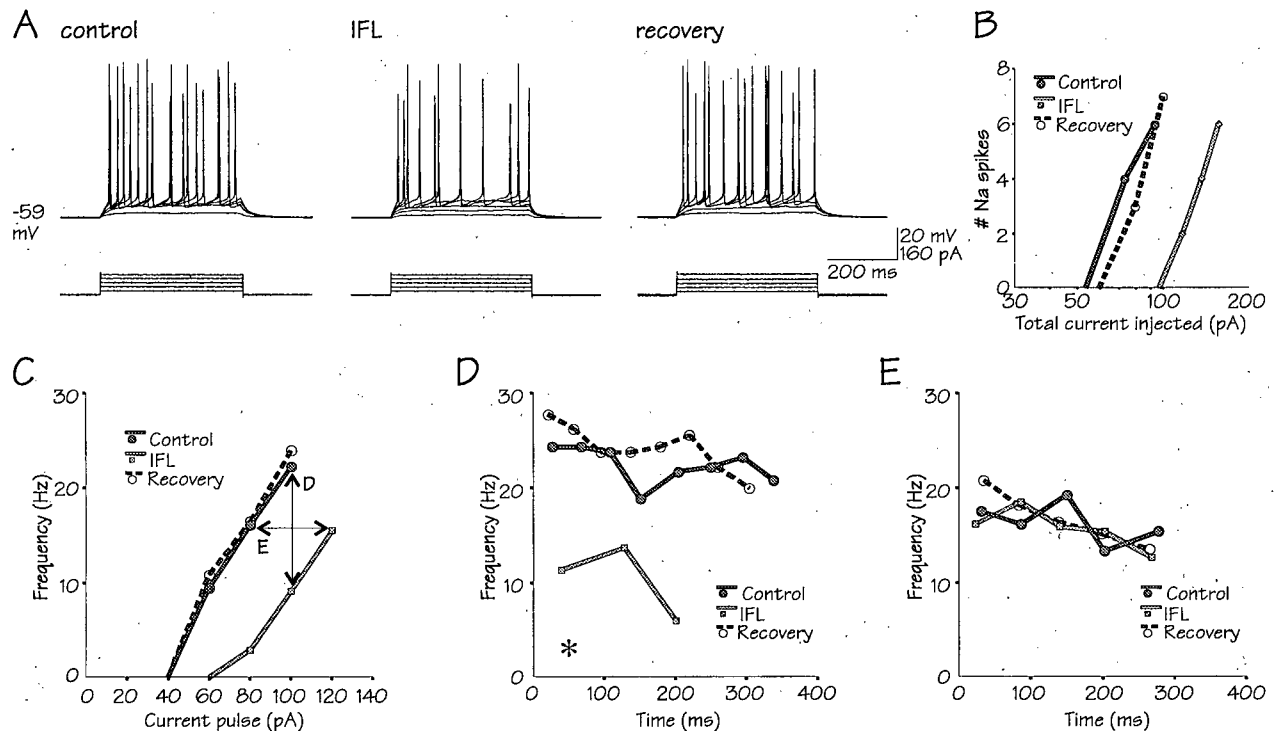 A
control
IFL
recovery
-59
mV
20 mV
160 pA
200 ms
B
8
6
4
2
0
# Na spikes
Control
IFL
Recovery
30
50
100
200
Total current injected (pA)
C
30
20
10
0
Frequency (Hz)
Control
IFL
Recovery
D
E
0
20
40
60
80
100
120
140
Current pulse (pA)
D
30
20
10
0
Frequency (Hz)
*
Control
IFL
Recovery
0
100
200
300
400
Time (ms)
E
30
20
10
0
Frequency (Hz)
Control
IFL
Recovery
0
100
200
300
400
Time (ms)